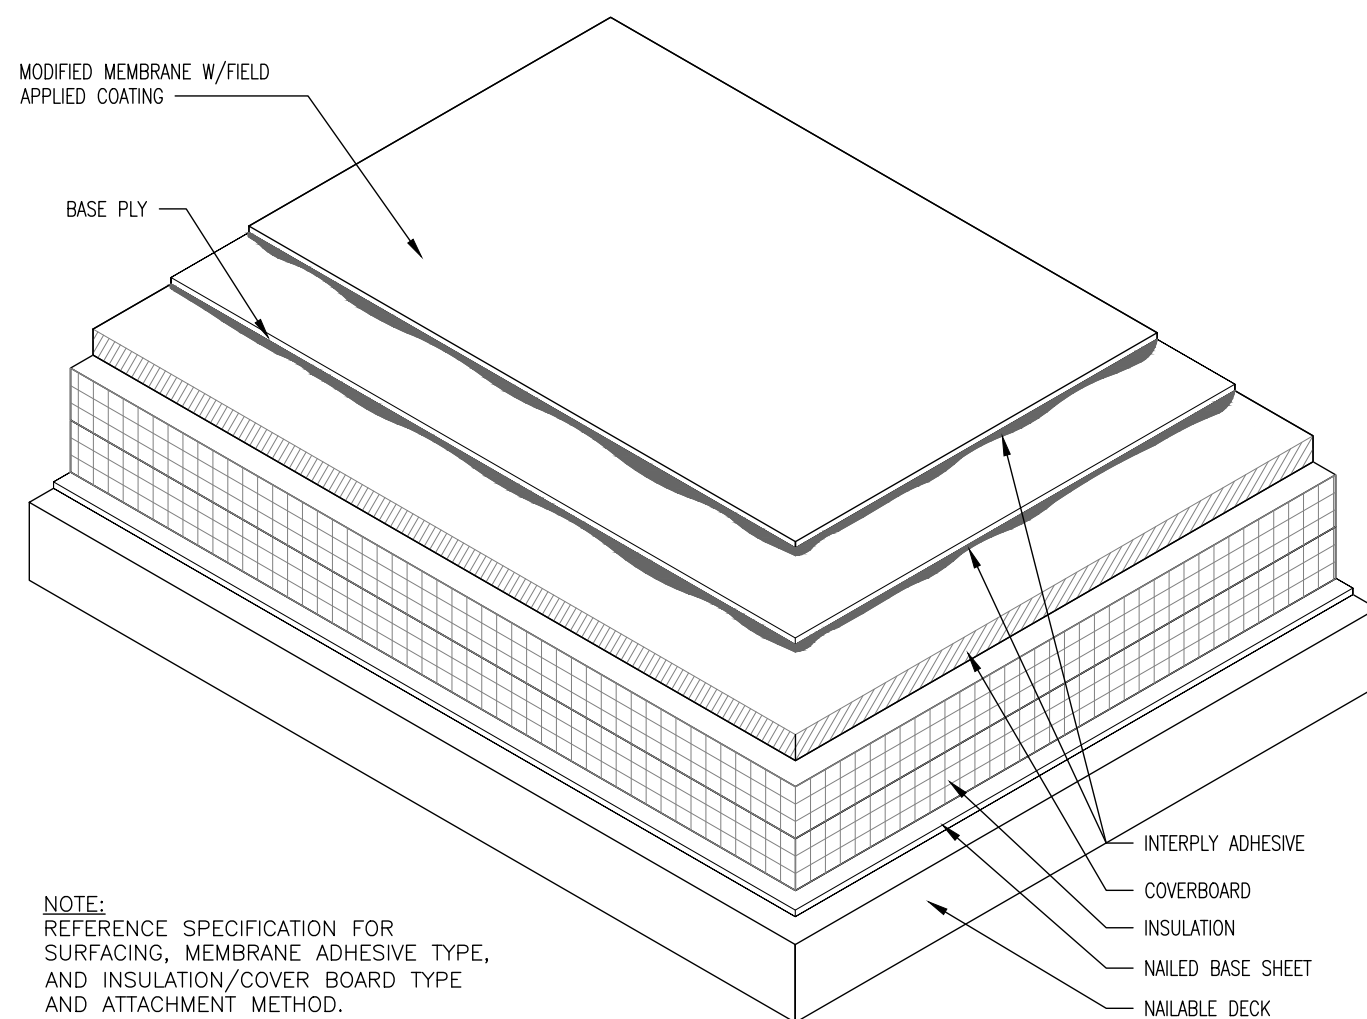 MODIFIED MEMBRANE W/FIELD
APPLIED COATING
BASE PLY
INTERPLY ADHESIVE
COVERBOARD
INSULATION
NAILED BASE SHEET
NAILABLE DECK
NOTE:
REFERENCE SPECIFICATION FOR
SURFACING, MEMBRANE ADHESIVE TYPE,
AND INSULATION/COVER BOARD TYPE
AND ATTACHMENT METHOD.